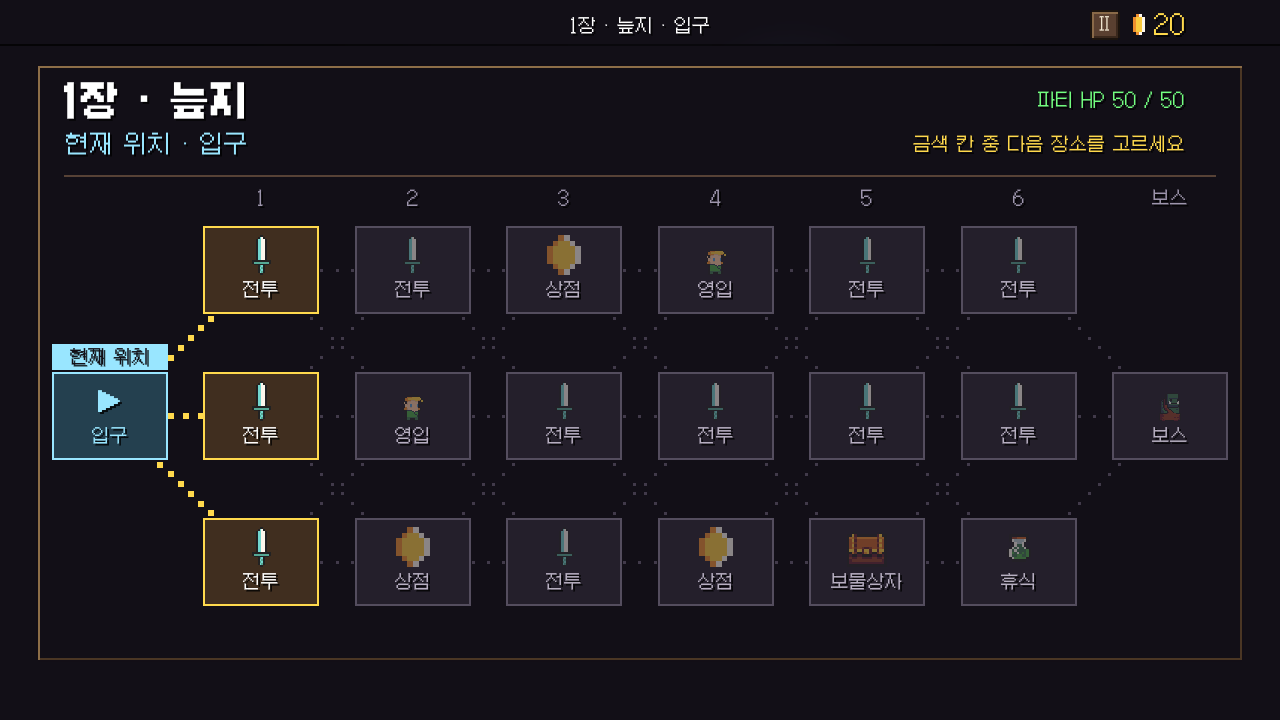 1장 · 늪지 · 입구
II
20
1장 · 늪지
파티 HP 50 / 50
현재 위치 · 입구
금색 칸 중 다음 장소를 고르세요
1 2 3 4 5 6 보스
전투 전투 상점 영입 전투 전투
현재 위치
입구 전투 영입 전투 전투 전투 전투 보스
전투 상점 전투 상점 보물상자 휴식